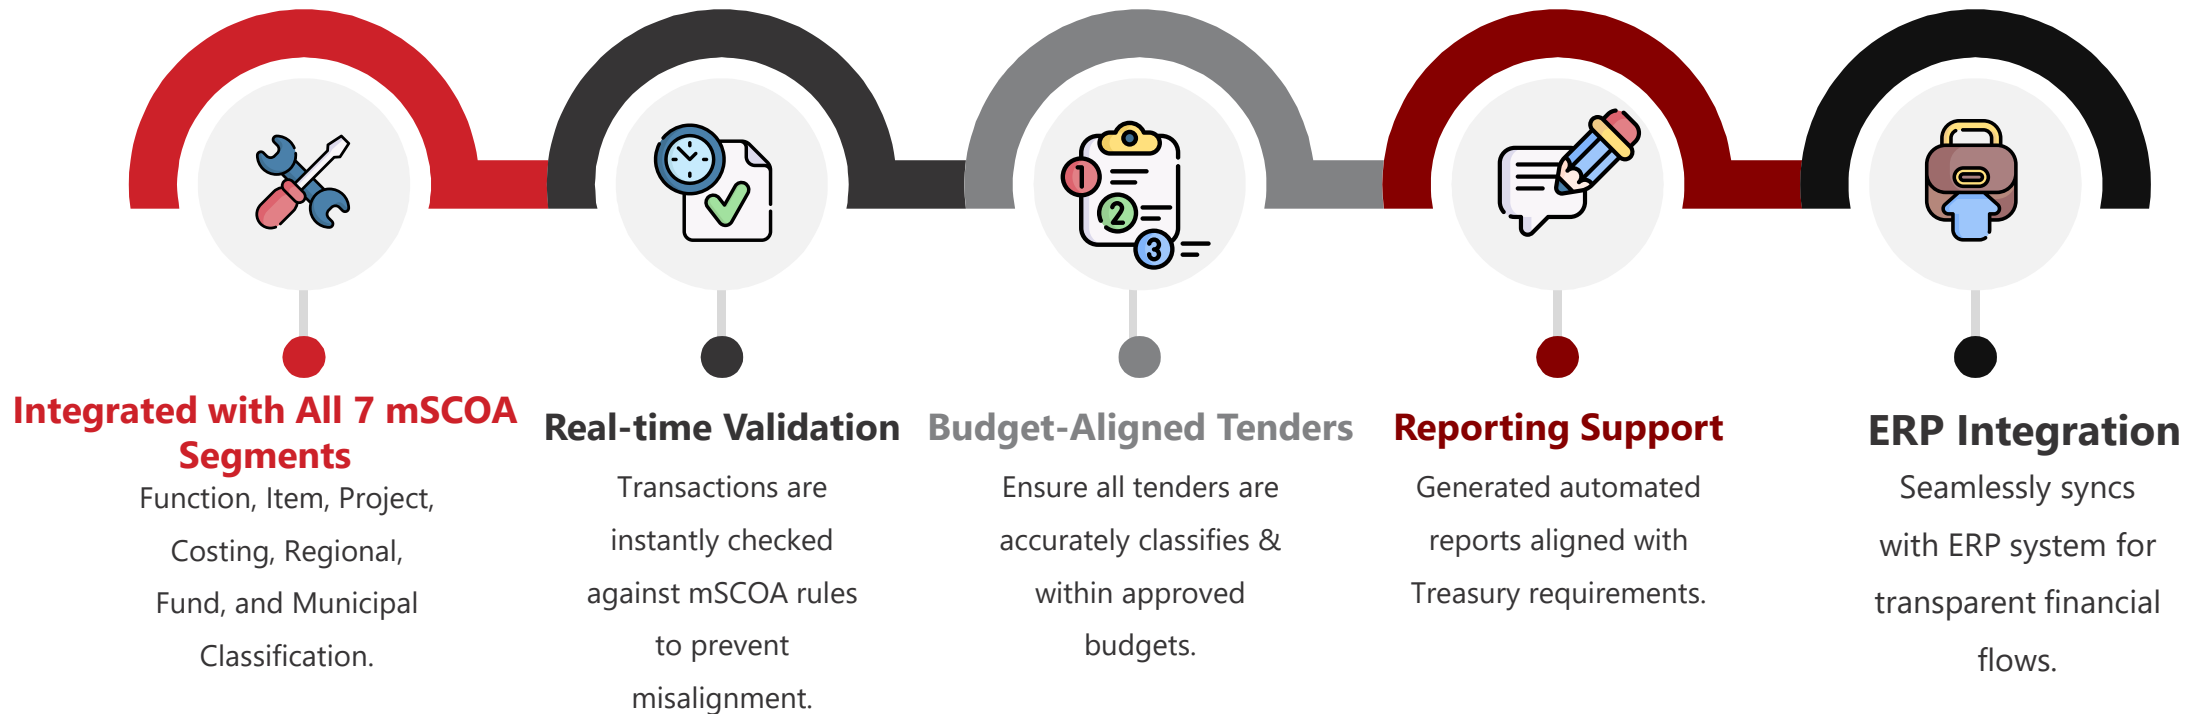 1
2
3
Integrated with All 7 mSCOA
Segments
Function, Item, Project,
Costing, Regional,
Fund, and Municipal
Classification.
Real-time Validation
Transactions are
instantly checked
against mSCOA rules
to prevent
misalignment.
Budget-Aligned Tenders
Ensure all tenders are
accurately classifies &
within approved
budgets.
Reporting Support
Generated automated
reports aligned with
Treasury requirements.
ERP Integration
Seamlessly syncs
with ERP system for
transparent financial
flows.